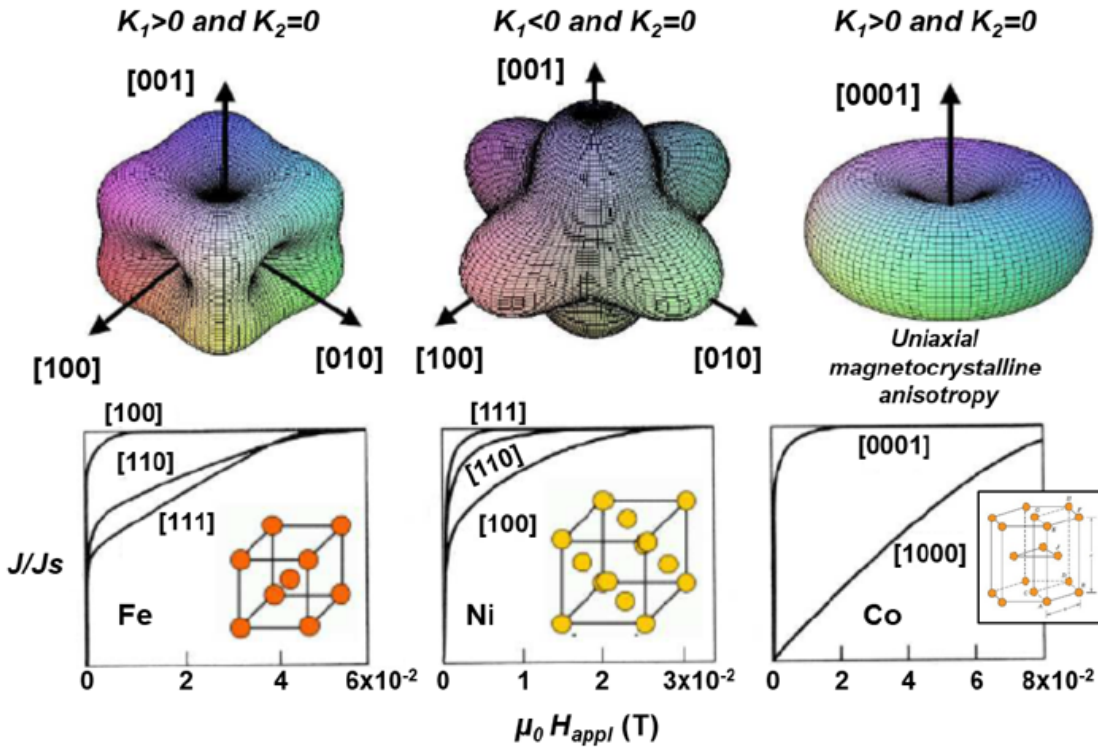 K₁>0 and K₂=0
K₁<0 and K₂=0
K₁>0 and K₂=0
[001]
[001]
[0001]
[100]
[010]
[100]
[010]
Uniaxial
magnetocrystalline
anisotropy
[100]
[110]
[111]
J/Js
Fe
0
2
4
6x10⁻²
[111]
[110]
[100]
Ni
0
1
2
3x10⁻²
[0001]
[1000]
Co
0
2
4
6
8x10⁻²
μ₀ H_appl (T)